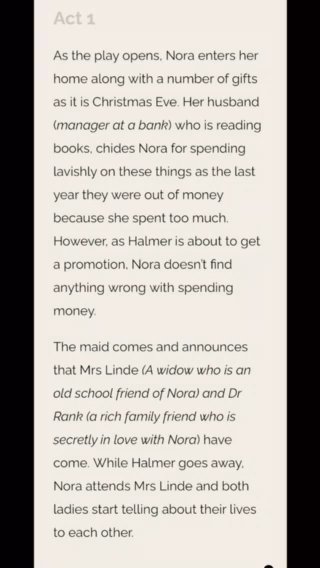 Act 1
As the play opens, Nora enters her
home along with a number of gifts
as it is Christmas Eve. Her husband
(manager at a bank) who is reading
books, chides Nora for spending
lavishly on these things as the last
year they were out of money
because she spent too much.
However, as Halmer is about to get
a promotion, Nora doesn't find
anything wrong with spending
money.
The maid comes and announces
that Mrs Linde (A widow who is an
old school friend of Nora) and Dr
Rank (a rich family friend who is
secretly in love with Nora) have
come. While Halmer goes away,
Nora attends Mrs Linde and both
ladies start telling about their lives
to each other.